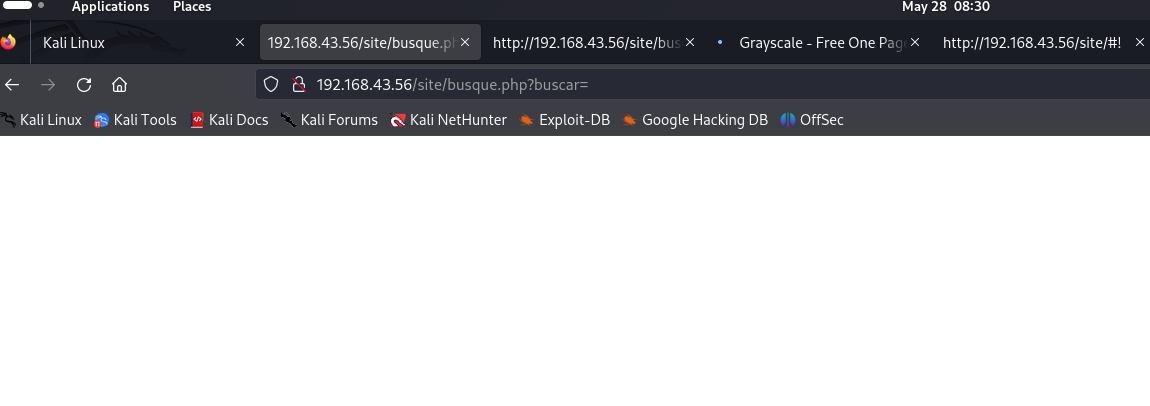 Applications Places May 28 08:30
Kali Linux 192.168.43.56/site/busque.ph http://192.168.43.56/site/bus Grayscale - Free One Page http://192.168.43.56/site/#!
192.168.43.56/site/busque.php?buscar=
Kali Linux Kali Tools Kali Docs Kali Forums Kali NetHunter Exploit-DB Google Hacking DB OffSec